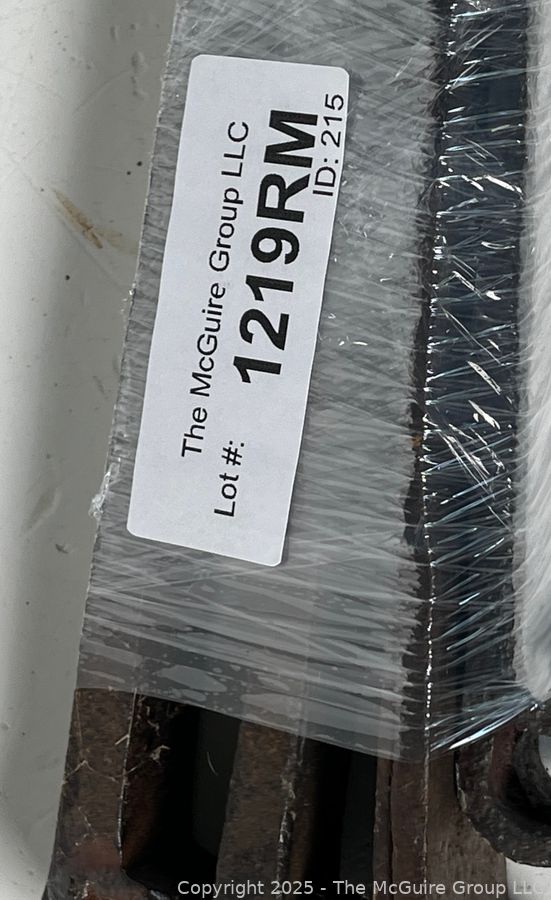 The McGuire Group LLC
Lot #: 1219RM
ID: 215
Copyright 2025 - The McGuire Group LLC